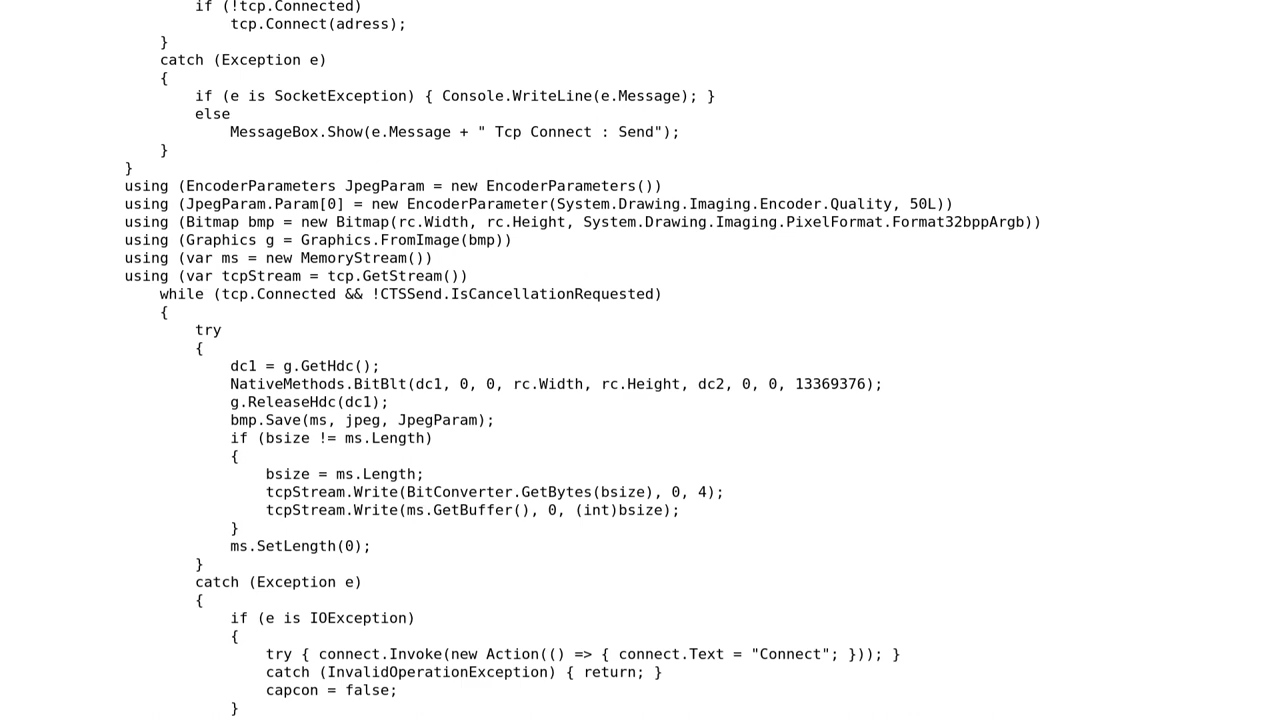 if (!tcp.Connected)
tcp.Connect(adress);
}
catch (Exception e)
{
if (e is SocketException) { Console.WriteLine(e.Message); }
else
MessageBox.Show(e.Message + " Tcp Connect : Send");
}
}
using (EncoderParameters JpegParam = new EncoderParameters())
using (JpegParam.Param[0] = new EncoderParameter(System.Drawing.Imaging.Encoder.Quality, 50L))
using (Bitmap bmp = new Bitmap(rc.Width, rc.Height, System.Drawing.Imaging.PixelFormat.Format32bppArgb))
using (Graphics g = Graphics.FromImage(bmp))
using (var ms = new MemoryStream())
using (var tcpStream = tcp.GetStream())
while (tcp.Connected && !CTSSend.IsCancellationRequested)
{
try
{
dc1 = g.GetHdc();
NativeMethods.BitBlt(dc1, 0, 0, rc.Width, rc.Height, dc2, 0, 0, 13369376);
g.ReleaseHdc(dc1);
bmp.Save(ms, jpeg, JpegParam);
if (bsize != ms.Length)
{
bsize = ms.Length;
tcpStream.Write(BitConverter.GetBytes(bsize), 0, 4);
tcpStream.Write(ms.GetBuffer(), 0, (int)bsize);
}
ms.SetLength(0);
}
catch (Exception e)
{
if (e is IOException)
{
try { connect.Invoke(new Action(() => { connect.Text = "Connect"; })); }
catch (InvalidOperationException) { return; }
capcon = false;
}